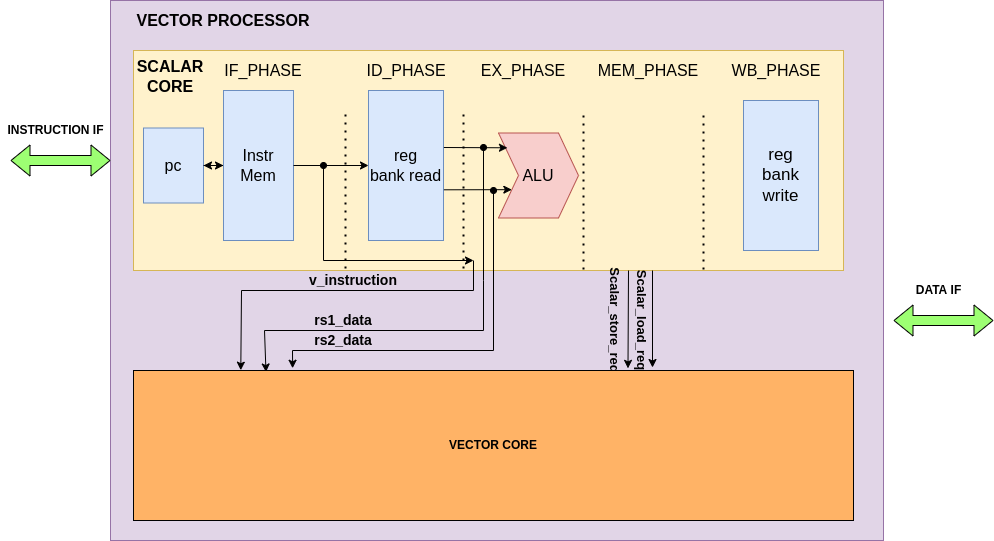 VECTOR PROCESSOR
SCALAR
CORE
IF_PHASE
ID_PHASE
EX_PHASE
MEM_PHASE
WB_PHASE
INSTRUCTION IF
pc
Instr
Mem
reg
bank read
ALU
reg
bank
write
v_instruction
rs1_data
rs2_data
Scalar_store_req
Scalar_load_req
DATA IF
VECTOR CORE